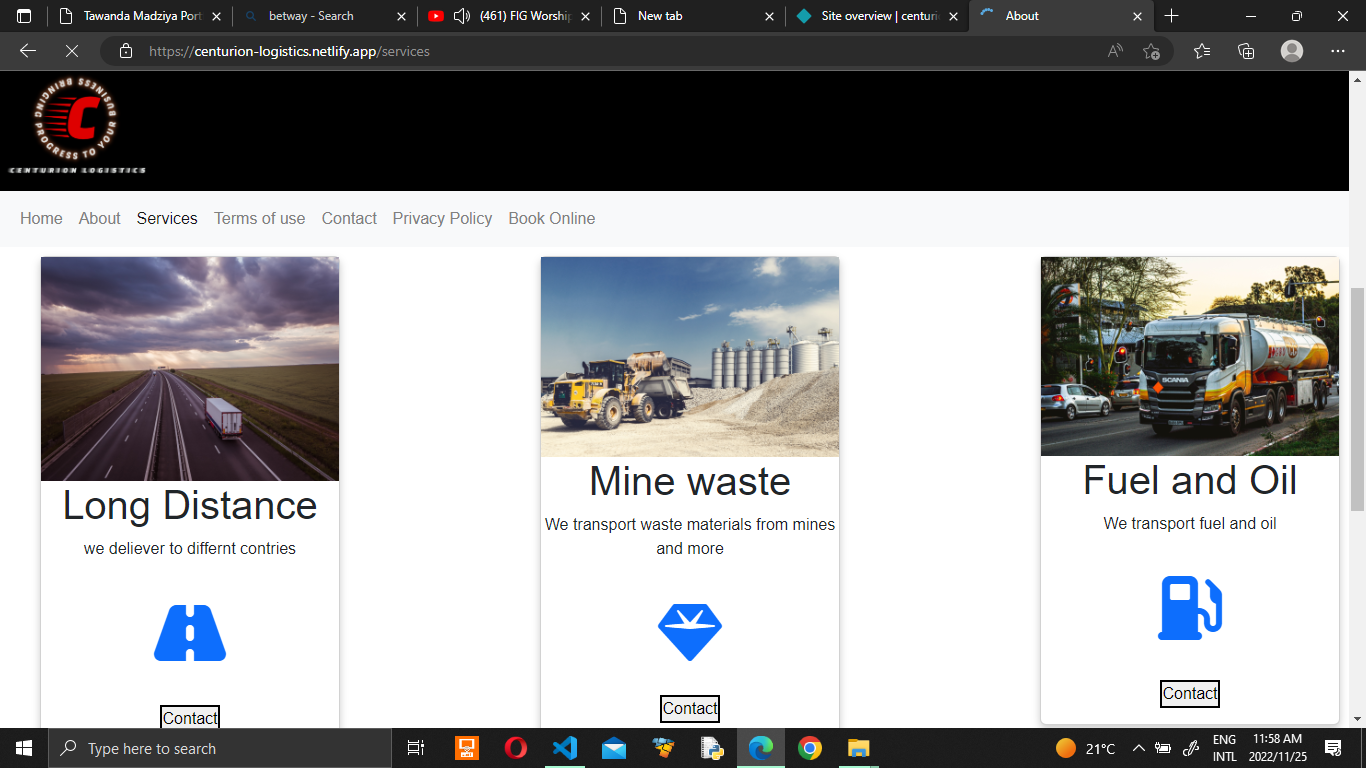 Tawanda Madziya Port
betway - Search
(461) FIG Worship
New tab
Site overview | centuri
About
https://centurion-logistics.netlify.app/services
BUSINESS BRINGING PROGRESS TO YOUR
C
CENTURION LOGISTICS
Home About Services Terms of use Contact Privacy Policy Book Online
SCANIA
Long Distance
we deliever to differnt contries
Contact
Mine waste
We transport waste materials from mines
and more
Contact
Fuel and Oil
We transport fuel and oil
Contact
Type here to search
21°C
ENG
INTL
11:58 AM
2022/11/25